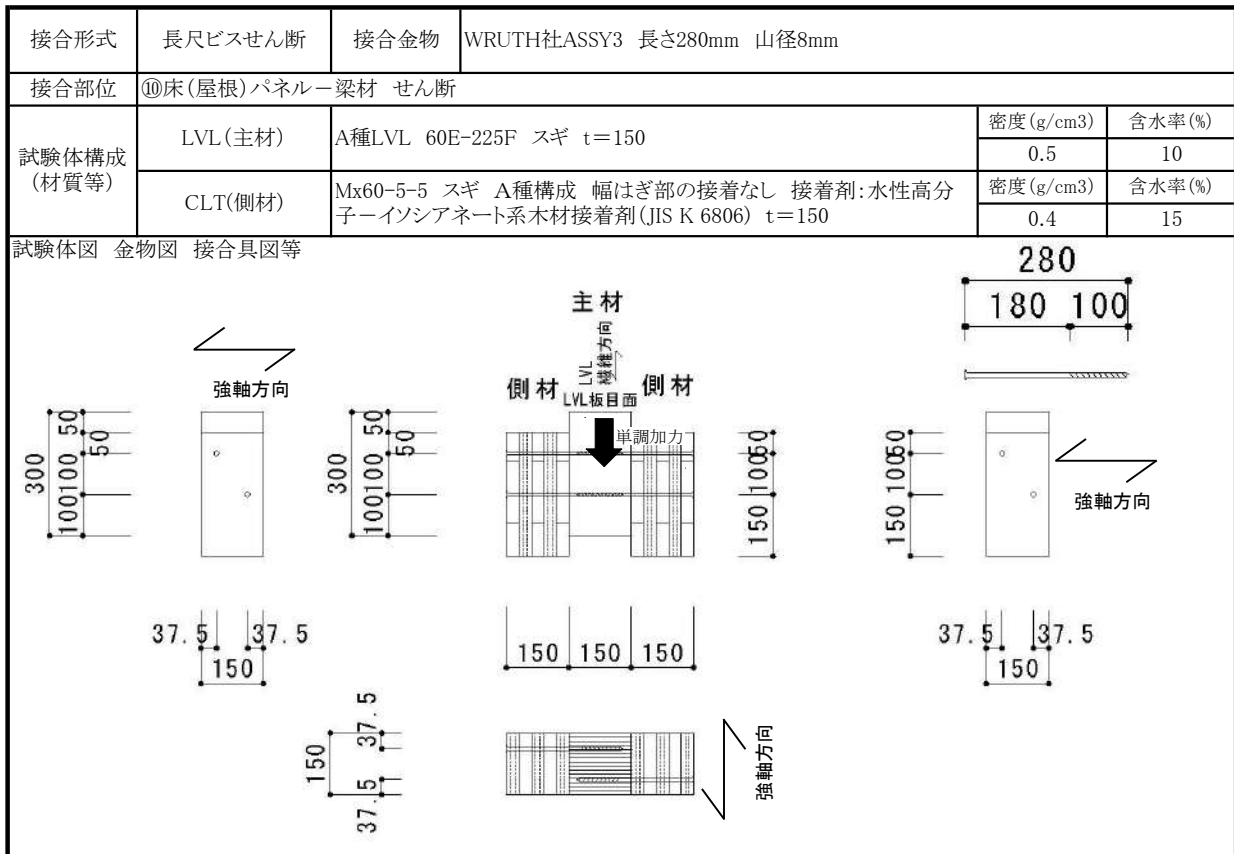 接合形式 長尺ビスせん断 接合金物 WRUTH社ASSY3 長さ280mm 山径8mm
接合部位 ⑩床(屋根)パネル－梁材 せん断
試験体構成
(材質等)
LVL(主材) A種LVL 60E-225F スギ t＝150
密度(g/cm3) 含水率(%)
0.5 10
CLT(側材)
Mx60-5-5 スギ A種構成 幅はぎ部の接着なし 接着剤：水性高分
子－イソシアネート系木材接着剤(JIS K 6806) t＝150
密度(g/cm3) 含水率(%)
0.4 15
試験体図 金物図 接合具図等
280
180 100
主材
LVL
繊維方向
側材 LVL板目面 側材
単調加力
強軸方向
300
50
50
100
100
300
50
50
100
100
50
100
150
50
100
150
強軸方向
37.5 37.5
150
150 150 150
37.5 37.5
150
150
37.5
37.5
強軸方向